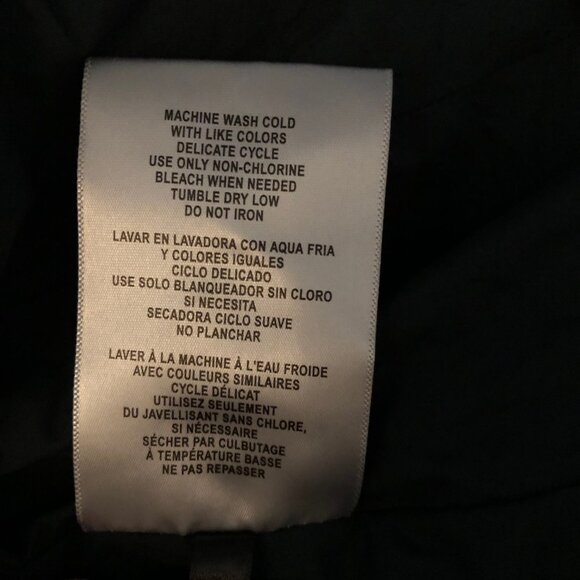 MACHINE WASH COLD
WITH LIKE COLORS
DELICATE CYCLE
USE ONLY NON-CHLORINE
BLEACH WHEN NEEDED
TUMBLE DRY LOW
DO NOT IRON
LAVAR EN LAVADORA CON AQUA FRIA
Y COLORES IGUALES
CICLO DELICADO
USE SOLO BLANQUEADOR SIN CLORO
SI NECESITA
SECADORA CICLO SUAVE
NO PLANCHAR
LAVER À LA MACHINE À L'EAU FROIDE
AVEC COULEURS SIMILAIRES
CYCLE DÉLICAT
UTILISEZ SEULEMENT
DU JAVELLISANT SANS CHLORE,
SI NÉCESSAIRE
SÉCHER PAR CULBUTAGE
À TEMPÉRATURE BASSE
NE PAS REPASSER